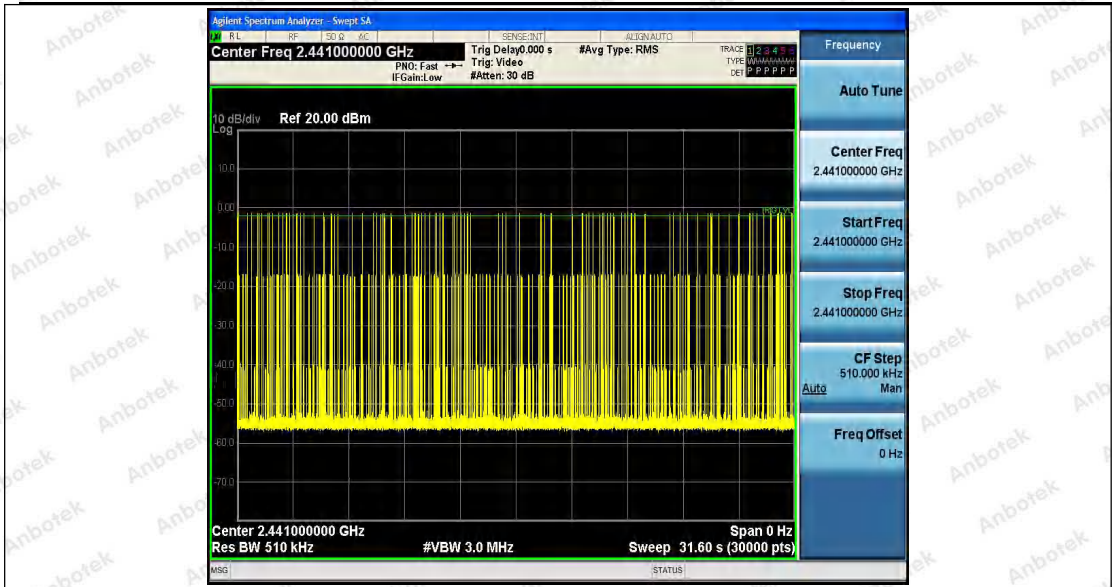 Agilent Spectrum Analyzer - Swept SA
RL RF 50 Ω AC SENSE:INT ALIGNAUTO
Center Freq 2.441000000 GHz
PNO: Fast
IFGain:Low
Trig Delay0.000 s
Trig: Video
#Atten: 30 dB
#Avg Type: RMS
TRACE 1 2 3 4 5 6
TYPE
DET P P P P P P
10 dB/div Ref 20.00 dBm
Log
10.0
0.00
-10.0
-20.0
-30.0
-40.0
-50.0
-60.0
-70.0
Center 2.441000000 GHz
Span 0 Hz
Res BW 510 kHz
#VBW 3.0 MHz
Sweep 31.60 s (30000 pts)
MSG
STATUS
Frequency
Auto Tune
Center Freq
2.441000000 GHz
Start Freq
2.441000000 GHz
Stop Freq
2.441000000 GHz
CF Step
510.000 kHz
Auto Man
Freq Offset
0 Hz
Anbotek